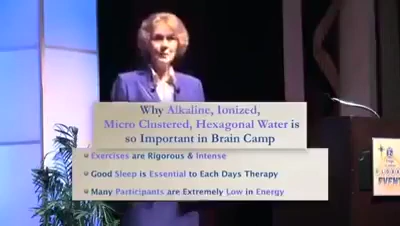 Why Alkaline, Ionized,
Micro Clustered, Hexagonal Water is
so Important in Brain Camp
Exercises are Rigorous & Intense
Good Sleep is Essential to Each Days Therapy
Many Participants are Extremely Low in Energy
EVENT